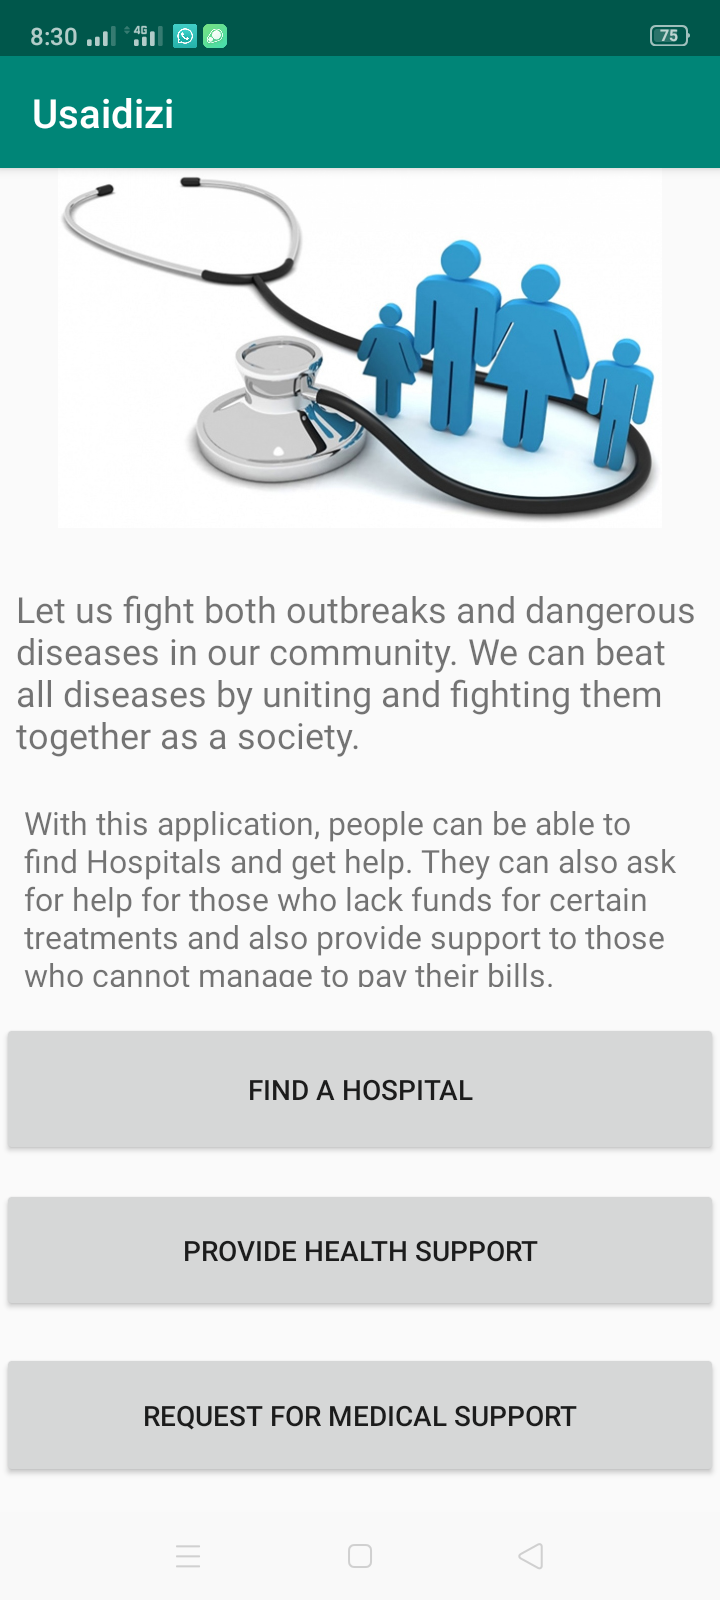 8:30 4G 75
Usaidizi
Let us fight both outbreaks and dangerous
diseases in our community. We can beat
all diseases by uniting and fighting them
together as a society.
With this application, people can be able to
find Hospitals and get help. They can also ask
for help for those who lack funds for certain
treatments and also provide support to those
who cannot manage to pay their bills.
FIND A HOSPITAL
PROVIDE HEALTH SUPPORT
REQUEST FOR MEDICAL SUPPORT